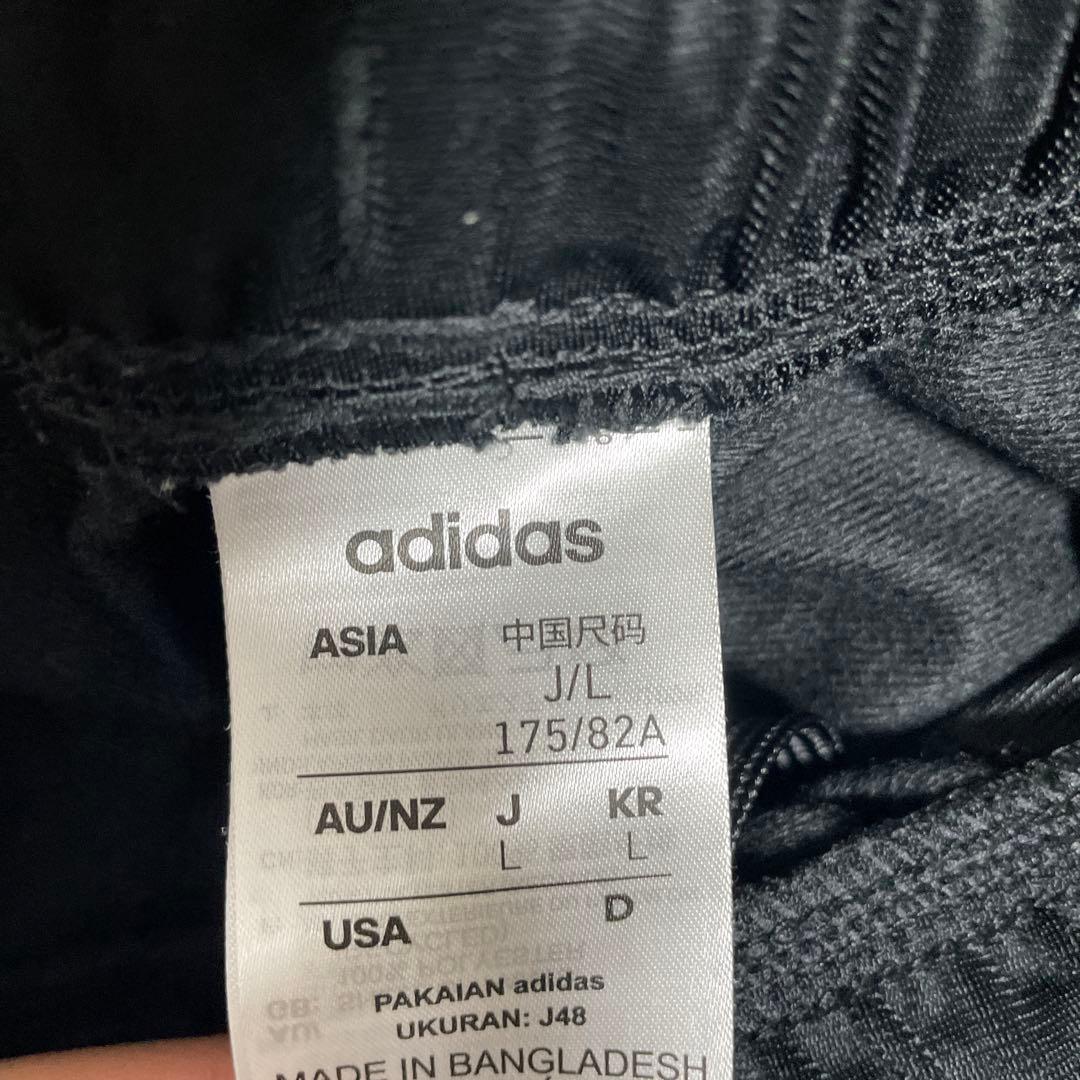 adidas
ASIA 中国尺码
J/L
175/82A
AU/NZ J KR
L L
USA D
PAKAIAN adidas
UKURAN: J48
MADE IN BANGLADESH